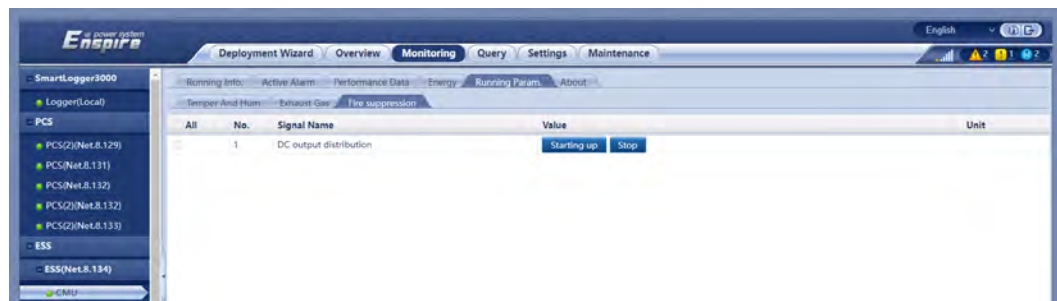 Enspire
e power system
English
Deployment Wizard Overview Monitoring Query Settings Maintenance
2 1 2
SmartLogger3000
Logger(Local)
PCS
PCS(2)(Net.8.129)
PCS(Net.8.131)
PCS(Net.8.132)
PCS(2)(Net.8.132)
PCS(2)(Net.8.133)
ESS
ESS(Net.8.134)
CMU
Running Info. Active Alarm Performance Data Energy Running Param. About
Temper And Hum Exhaust Gas Fire suppression
All No. Signal Name Value Unit
1 DC output distribution Starting up Stop